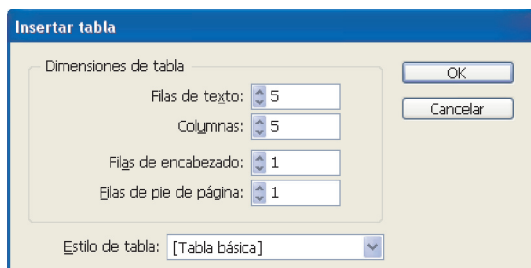 Insertar tabla
Dimensiones de tabla
OK
Filas de texto: 5
Cancelar
Columnas: 5
Filas de encabezado: 1
Filas de pie de página: 1
Estilo de tabla: [Tabla básica]